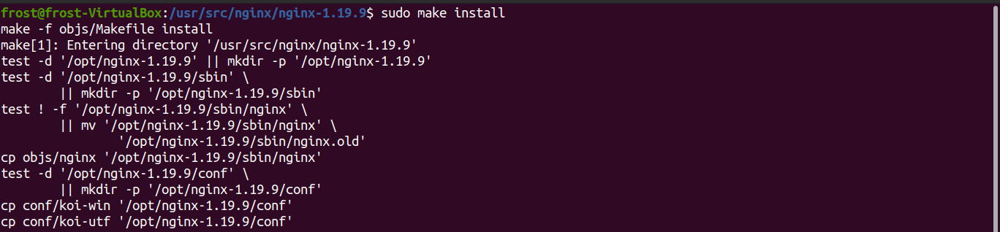 frost@frost-VirtualBox:/usr/src/nginx/nginx-1.19.9$ sudo make install
make -f objs/Makefile install
make[1]: Entering directory '/usr/src/nginx/nginx-1.19.9'
test -d '/opt/nginx-1.19.9' || mkdir -p '/opt/nginx-1.19.9'
test -d '/opt/nginx-1.19.9/sbin' \
        || mkdir -p '/opt/nginx-1.19.9/sbin'
test ! -f '/opt/nginx-1.19.9/sbin/nginx' \
        || mv '/opt/nginx-1.19.9/sbin/nginx' \
                '/opt/nginx-1.19.9/sbin/nginx.old'
cp objs/nginx '/opt/nginx-1.19.9/sbin/nginx'
test -d '/opt/nginx-1.19.9/conf' \
        || mkdir -p '/opt/nginx-1.19.9/conf'
cp conf/koi-win '/opt/nginx-1.19.9/conf'
cp conf/koi-utf '/opt/nginx-1.19.9/conf'